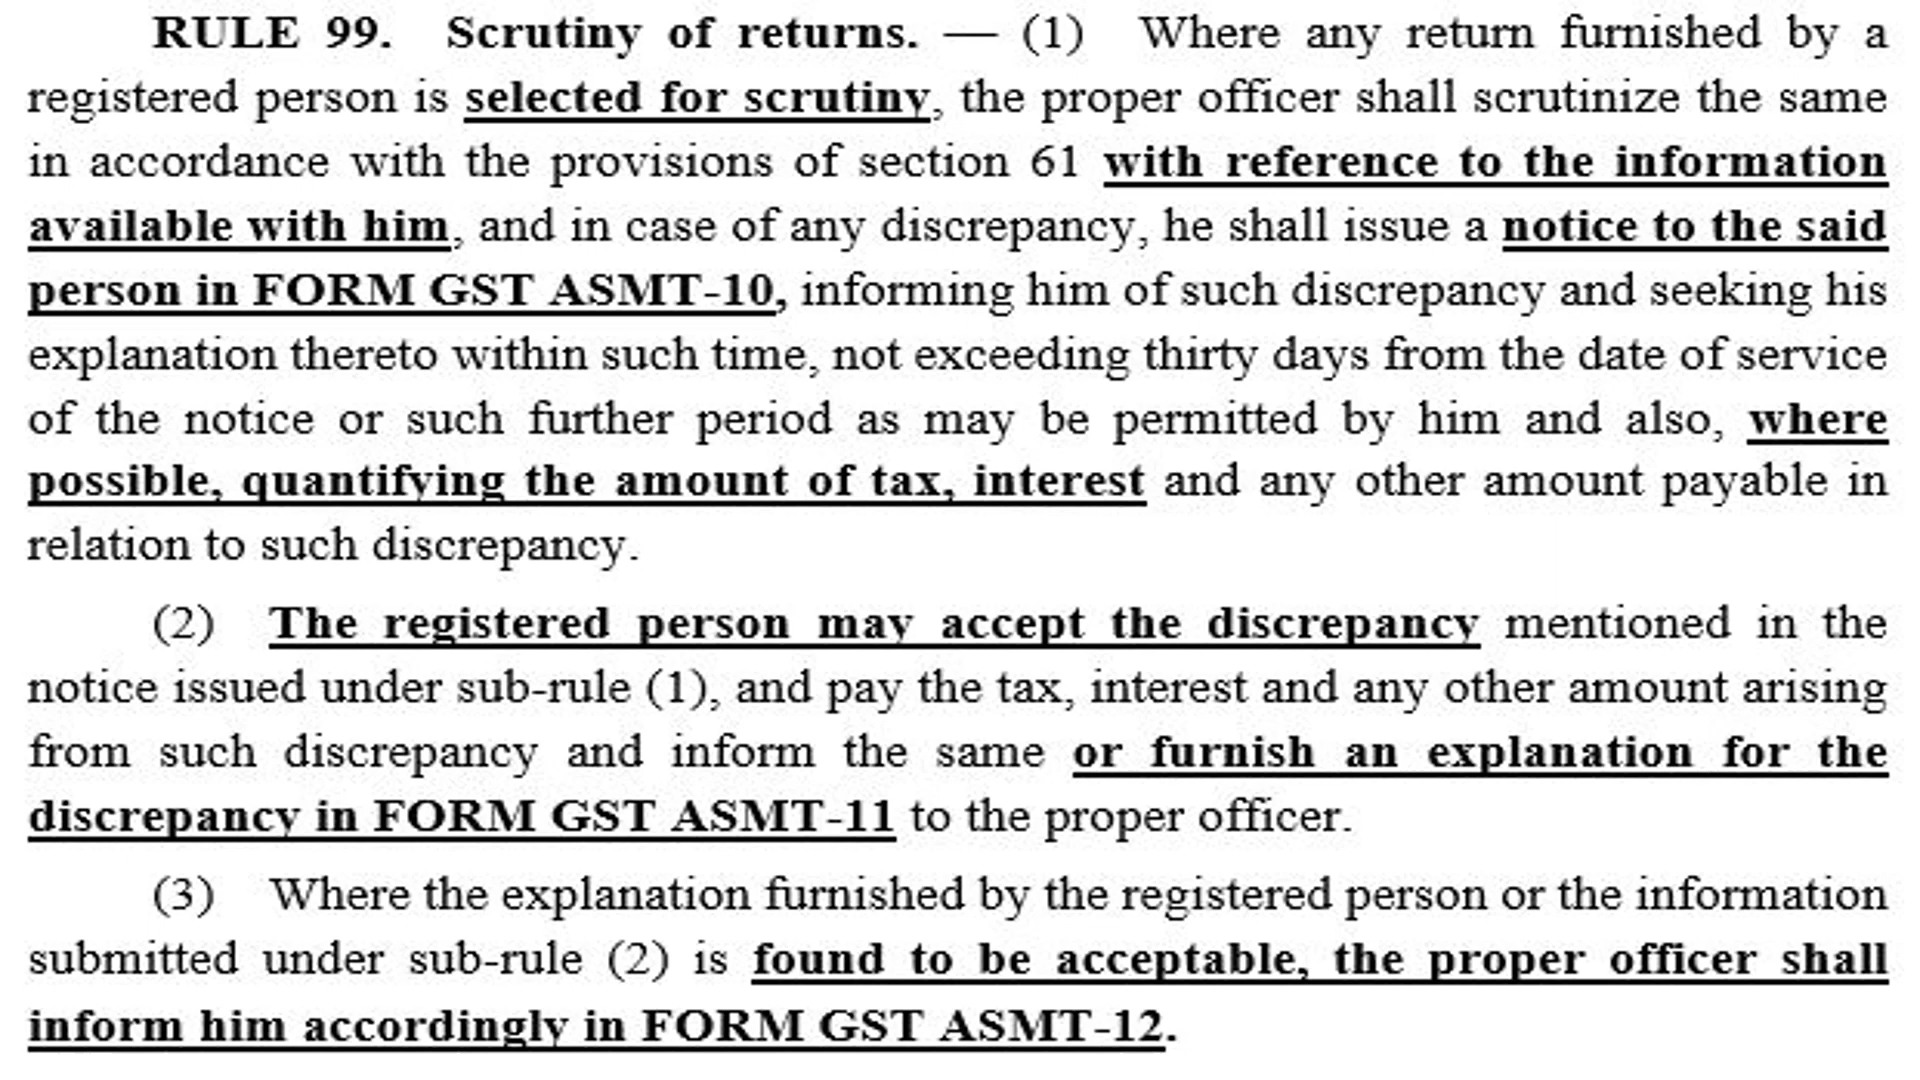 RULE 99. Scrutiny of returns. — (1) Where any return furnished by a
registered person is selected for scrutiny, the proper officer shall scrutinize the same
in accordance with the provisions of section 61 with reference to the information
available with him, and in case of any discrepancy, he shall issue a notice to the said
person in FORM GST ASMT-10, informing him of such discrepancy and seeking his
explanation thereto within such time, not exceeding thirty days from the date of service
of the notice or such further period as may be permitted by him and also, where
possible, quantifying the amount of tax, interest and any other amount payable in
relation to such discrepancy.
(2) The registered person may accept the discrepancy mentioned in the
notice issued under sub-rule (1), and pay the tax, interest and any other amount arising
from such discrepancy and inform the same or furnish an explanation for the
discrepancy in FORM GST ASMT-11 to the proper officer.
(3) Where the explanation furnished by the registered person or the information
submitted under sub-rule (2) is found to be acceptable, the proper officer shall
inform him accordingly in FORM GST ASMT-12.